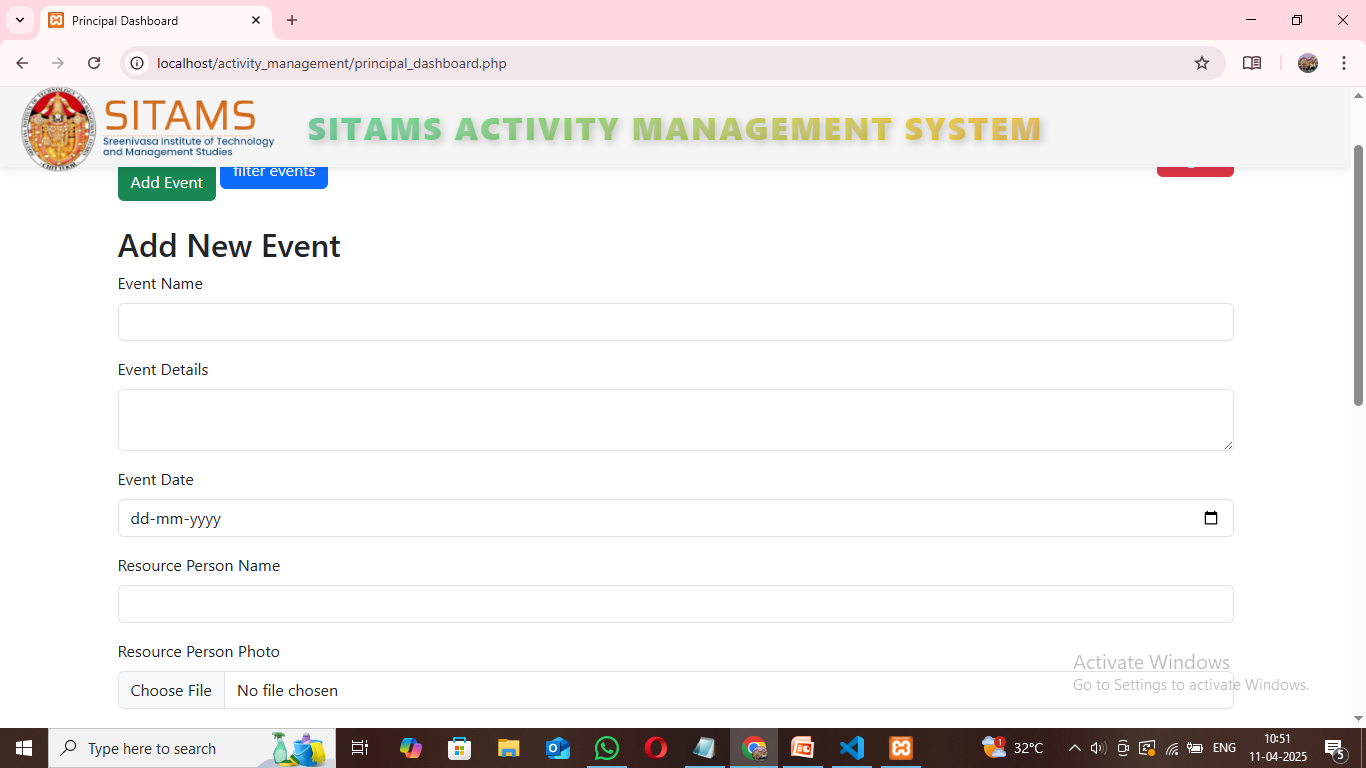 Principal Dashboard
localhost/activity_management/principal_dashboard.php
SITAMS
Sreenivasa Institute of Technology
and Management Studies
SITAMS ACTIVITY MANAGEMENT SYSTEM
Add Event
filter events
Add New Event
Event Name
Event Details
Event Date
dd-mm-yyyy
Resource Person Name
Resource Person Photo
Choose File
No file chosen
Activate Windows
Go to Settings to activate Windows.
Type here to search
32°C
ENG
10:51
11-04-2025
5